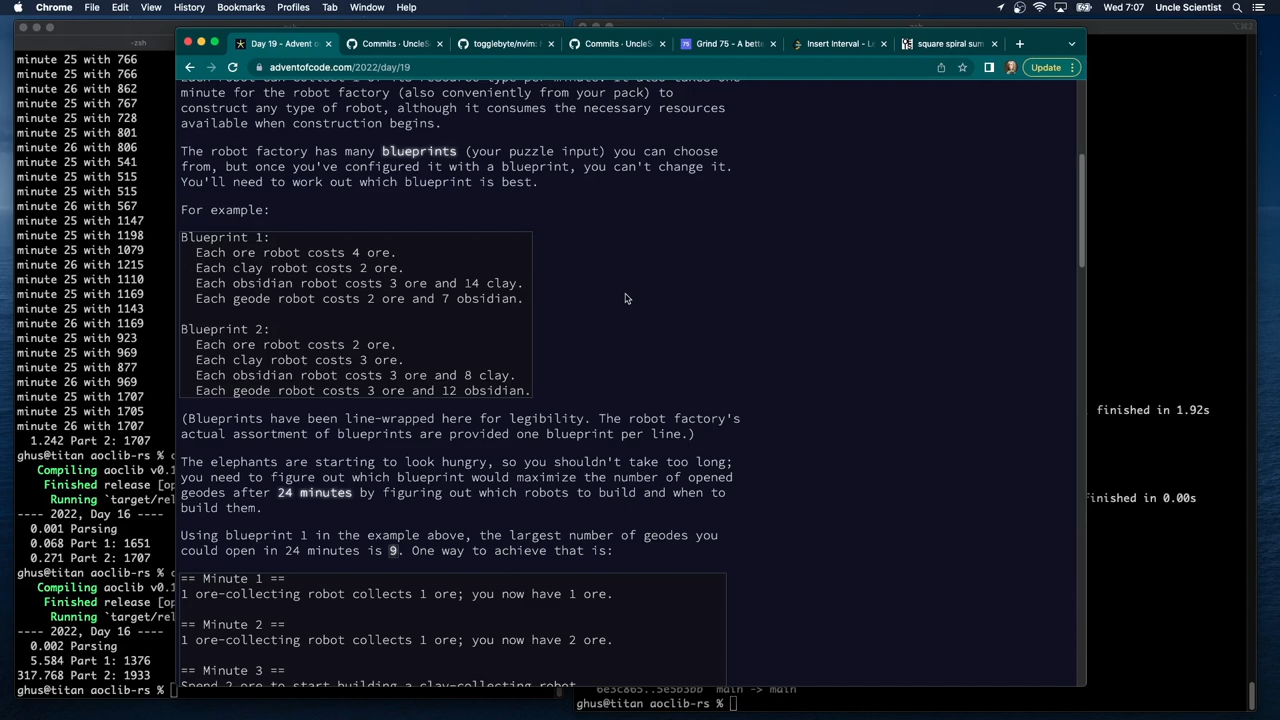 Chrome File Edit View History Bookmarks Profiles Tab Window Help Wed 7:07 Uncle Scientist
-zsh
⌥⌘2
Day 19 - Advent o
Commits · UncleS
togglebyte/nvim:
Commits · UncleSc
Grind 75 - A bett
Insert Interval - Le
square spiral sum
adventofcode.com/2022/day/19
Update
minute 25 with 766
minute 25 with 766
minute 26 with 862
minute 25 with 767
minute 25 with 728
minute 25 with 801
minute 26 with 806
minute 25 with 541
minute 25 with 515
minute 25 with 515
minute 26 with 567
minute 25 with 1147
minute 25 with 1198
minute 25 with 1079
minute 26 with 1215
minute 25 with 1110
minute 25 with 1169
minute 25 with 1143
minute 26 with 1169
minute 25 with 923
minute 25 with 969
minute 25 with 877
minute 26 with 969
minute 25 with 1707
minute 25 with 1705
minute 26 with 1707
1.242 Part 2: 1707
ghus@titan aoclib-rs % c
Compiling aoclib v0.1
Finished release [op
Running `target/rel
---- 2022, Day 19 ----
0.001 Parsing
0.068 Part 1: 1651
0.271 Part 2: 1707
ghus@titan aoclib-rs % c
Compiling aoclib v0.1
Finished release [op
Running `target/rel
---- 2022, Day 16 ----
0.002 Parsing
5.584 Part 1: 1376
317.768 Part 2: 1933
ghus@titan aoclib-rs %
minute for the robot factory (also conveniently from your pack) to
construct any type of robot, although it consumes the necessary resources
available when construction begins.
The robot factory has many blueprints (your puzzle input) you can choose
from, but once you've configured it with a blueprint, you can't change it.
You'll need to work out which blueprint is best.
For example:
Blueprint 1:
Each ore robot costs 4 ore.
Each clay robot costs 2 ore.
Each obsidian robot costs 3 ore and 14 clay.
Each geode robot costs 2 ore and 7 obsidian.
Blueprint 2:
Each ore robot costs 2 ore.
Each clay robot costs 3 ore.
Each obsidian robot costs 3 ore and 8 clay.
Each geode robot costs 3 ore and 12 obsidian.
(Blueprints have been line-wrapped here for legibility. The robot factory's
actual assortment of blueprints are provided one blueprint per line.)
The elephants are starting to look hungry, so you shouldn't take too long;
you need to figure out which blueprint would maximize the number of opened
geodes after 24 minutes by figuring out which robots to build and when to
build them.
Using blueprint 1 in the example above, the largest number of geodes you
could open in 24 minutes is 9. One way to achieve that is:
== Minute 1 ==
1 ore-collecting robot collects 1 ore; you now have 1 ore.
== Minute 2 ==
1 ore-collecting robot collects 1 ore; you now have 2 ore.
== Minute 3 ==
Spend 2 ore to start building a clay-collecting robot.
finished in 1.92s
finished in 0.00s
6e3c865..5e5b3bb main -> main
ghus@titan aoclib-rs %